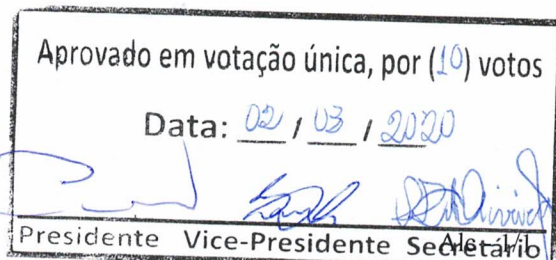 Aprovado em votação única, por (10) votos
Data: 02 / 03 / 2020
Presidente Vice-Presidente Secretário